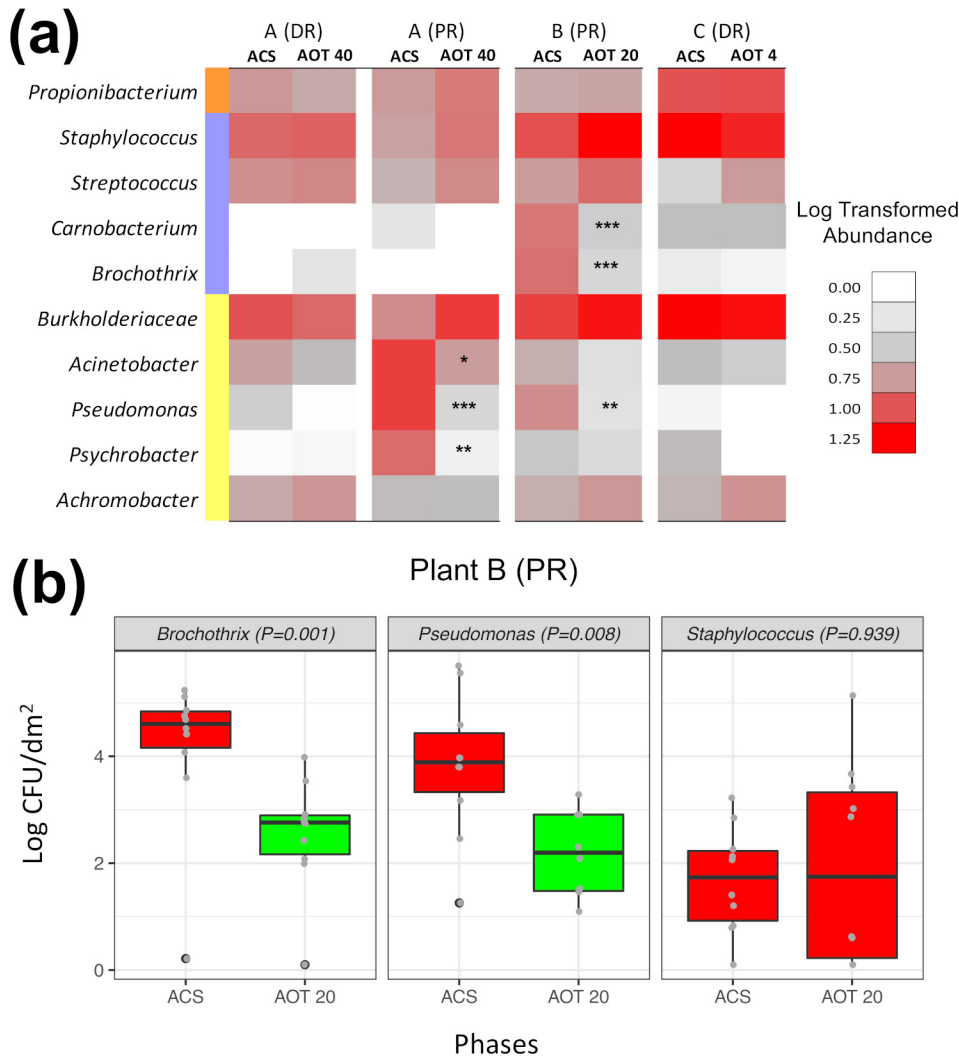 (a)
A (DR) A (PR) B (PR) C (DR)
ACS AOT 40 ACS AOT 40 ACS AOT 20 ACS AOT 4
Propionibacterium
Staphylococcus
Streptococcus
Carnobacterium ***
Brochothrix ***
Burkholderiaceae
Acinetobacter *
Pseudomonas *** **
Psychrobacter **
Achromobacter
Log Transformed
Abundance
0.00
0.25
0.50
0.75
1.00
1.25
(b)
Plant B (PR)
Brochothrix (P=0.001) Pseudomonas (P=0.008) Staphylococcus (P=0.939)
Log CFU/dm²
4
2
0
ACS AOT 20 ACS AOT 20 ACS AOT 20
Phases